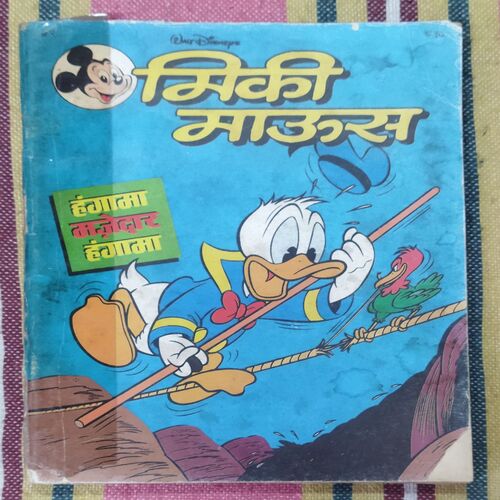 Walt Disney's
मिकी
माऊस
हंगामा
मज़ेदार
हंगामा